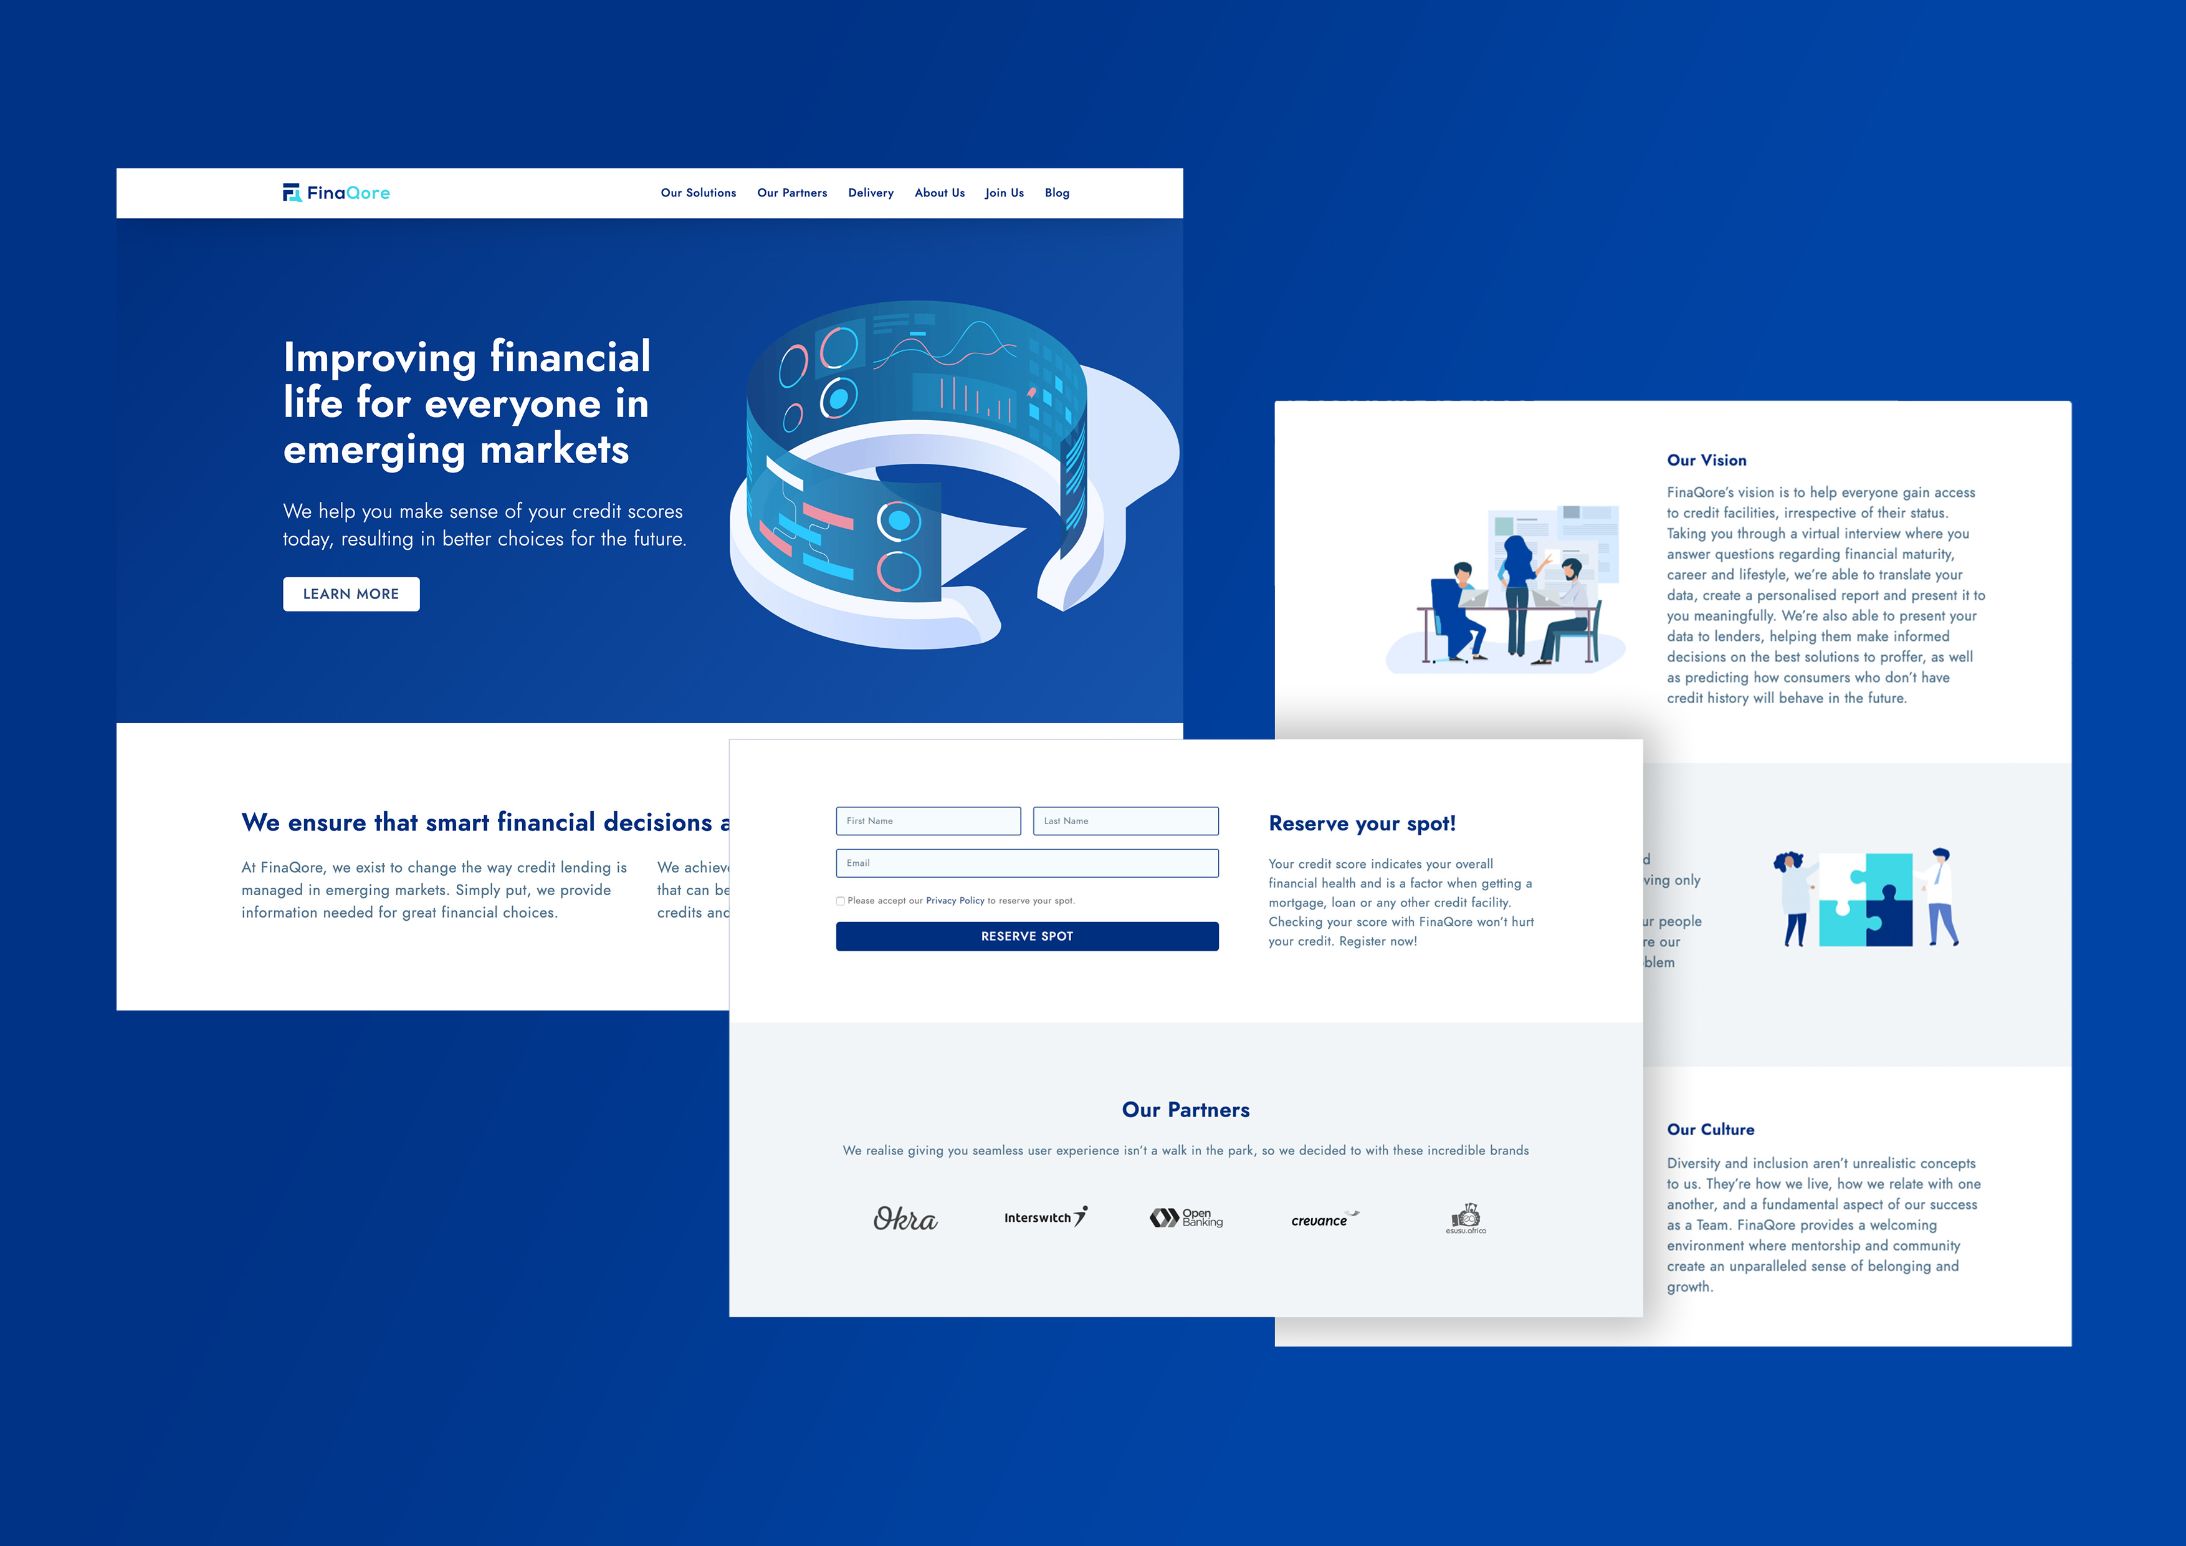 FinaQore
Our Solutions Our Partners Delivery About Us Join Us Blog
Improving financial
life for everyone in
emerging markets
We help you make sense of your credit scores
today, resulting in better choices for the future.
LEARN MORE
We ensure that smart financial decisions
At FinaQore, we exist to change the way credit lending is
managed in emerging markets. Simply put, we provide
information needed for great financial choices.
We achiev
that can be
credits and
First Name
Last Name
Email
Please accept our Privacy Policy to reserve your spot.
RESERVE SPOT
Reserve your spot!
Your credit score indicates your overall
financial health and is a factor when getting a
mortgage, loan or any other credit facility.
Checking your score with FinaQore won't hurt
your credit. Register now!
Our Partners
We realise giving you seamless user experience isn't a walk in the park, so we decided to with these incredible brands
Okra
Interswitch
Open
Banking
crevance
esusu.africa
Our Vision
FinaQore's vision is to help everyone gain access
to credit facilities, irrespective of their status.
Taking you through a virtual interview where you
answer questions regarding financial maturity,
career and lifestyle, we're able to translate your
data, create a personalised report and present it to
you meaningfully. We're also able to present your
data to lenders, helping them make informed
decisions on the best solutions to proffer, as well
as predicting how consumers who don't have
credit history will behave in the future.
d
ving only
ur people
re our
blem
Our Culture
Diversity and inclusion aren't unrealistic concepts
to us. They're how we live, how we relate with one
another, and a fundamental aspect of our success
as a Team. FinaQore provides a welcoming
environment where mentorship and community
create an unparalleled sense of belonging and
growth.